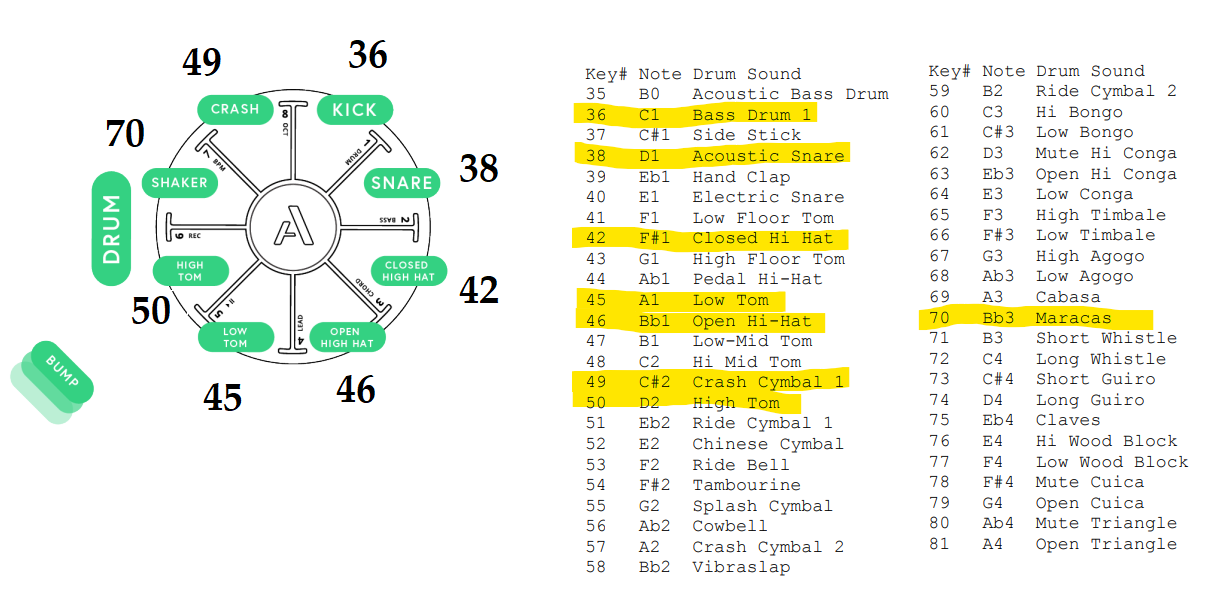 49
36
CRASH
KICK
8 OCT
70
7 BPM
1 DRUM
SHAKER
SNARE
38
DRUM
6 REC
A
2 BASS
HIGH
TOM
CLOSED
HIGH HAT
42
50
5
3 CHORD
4 LEAD
LOW
TOM
OPEN
HIGH HAT
BUMP
45
46
Key# Note Drum Sound
35 B0 Acoustic Bass Drum
36 C1 Bass Drum 1
37 C#1 Side Stick
38 D1 Acoustic Snare
39 Eb1 Hand Clap
40 E1 Electric Snare
41 F1 Low Floor Tom
42 F#1 Closed Hi Hat
43 G1 High Floor Tom
44 Ab1 Pedal Hi-Hat
45 A1 Low Tom
46 Bb1 Open Hi-Hat
47 B1 Low-Mid Tom
48 C2 Hi Mid Tom
49 C#2 Crash Cymbal 1
50 D2 High Tom
51 Eb2 Ride Cymbal 1
52 E2 Chinese Cymbal
53 F2 Ride Bell
54 F#2 Tambourine
55 G2 Splash Cymbal
56 Ab2 Cowbell
57 A2 Crash Cymbal 2
58 Bb2 Vibraslap
Key# Note Drum Sound
59 B2 Ride Cymbal 2
60 C3 Hi Bongo
61 C#3 Low Bongo
62 D3 Mute Hi Conga
63 Eb3 Open Hi Conga
64 E3 Low Conga
65 F3 High Timbale
66 F#3 Low Timbale
67 G3 High Agogo
68 Ab3 Low Agogo
69 A3 Cabasa
70 Bb3 Maracas
71 B3 Short Whistle
72 C4 Long Whistle
73 C#4 Short Guiro
74 D4 Long Guiro
75 Eb4 Claves
76 E4 Hi Wood Block
77 F4 Low Wood Block
78 F#4 Mute Cuica
79 G4 Open Cuica
80 Ab4 Mute Triangle
81 A4 Open Triangle